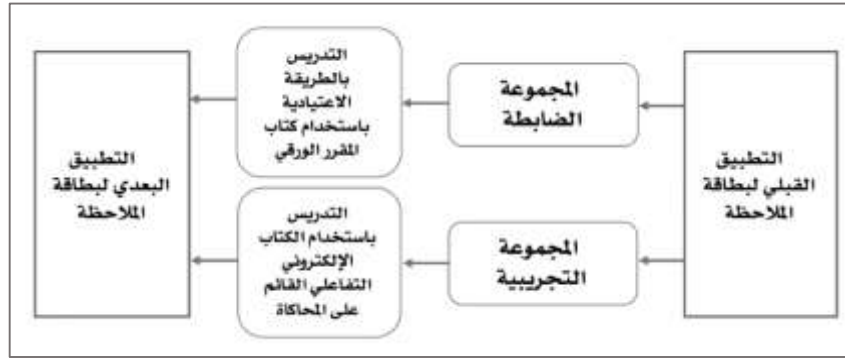 التطبيق
القبلي لبطاقة
الملاحظة
المجموعة
الضابطة
التدريس
بالطريقة
الاعتيادية
باستخدام كتاب
المقرر الورقي
المجموعة
التجريبية
التدريس
باستخدام الكتاب
الإلكتروني
التفاعلي القائم
على المحاكاة
التطبيق
البعدي لبطاقة
الملاحظة